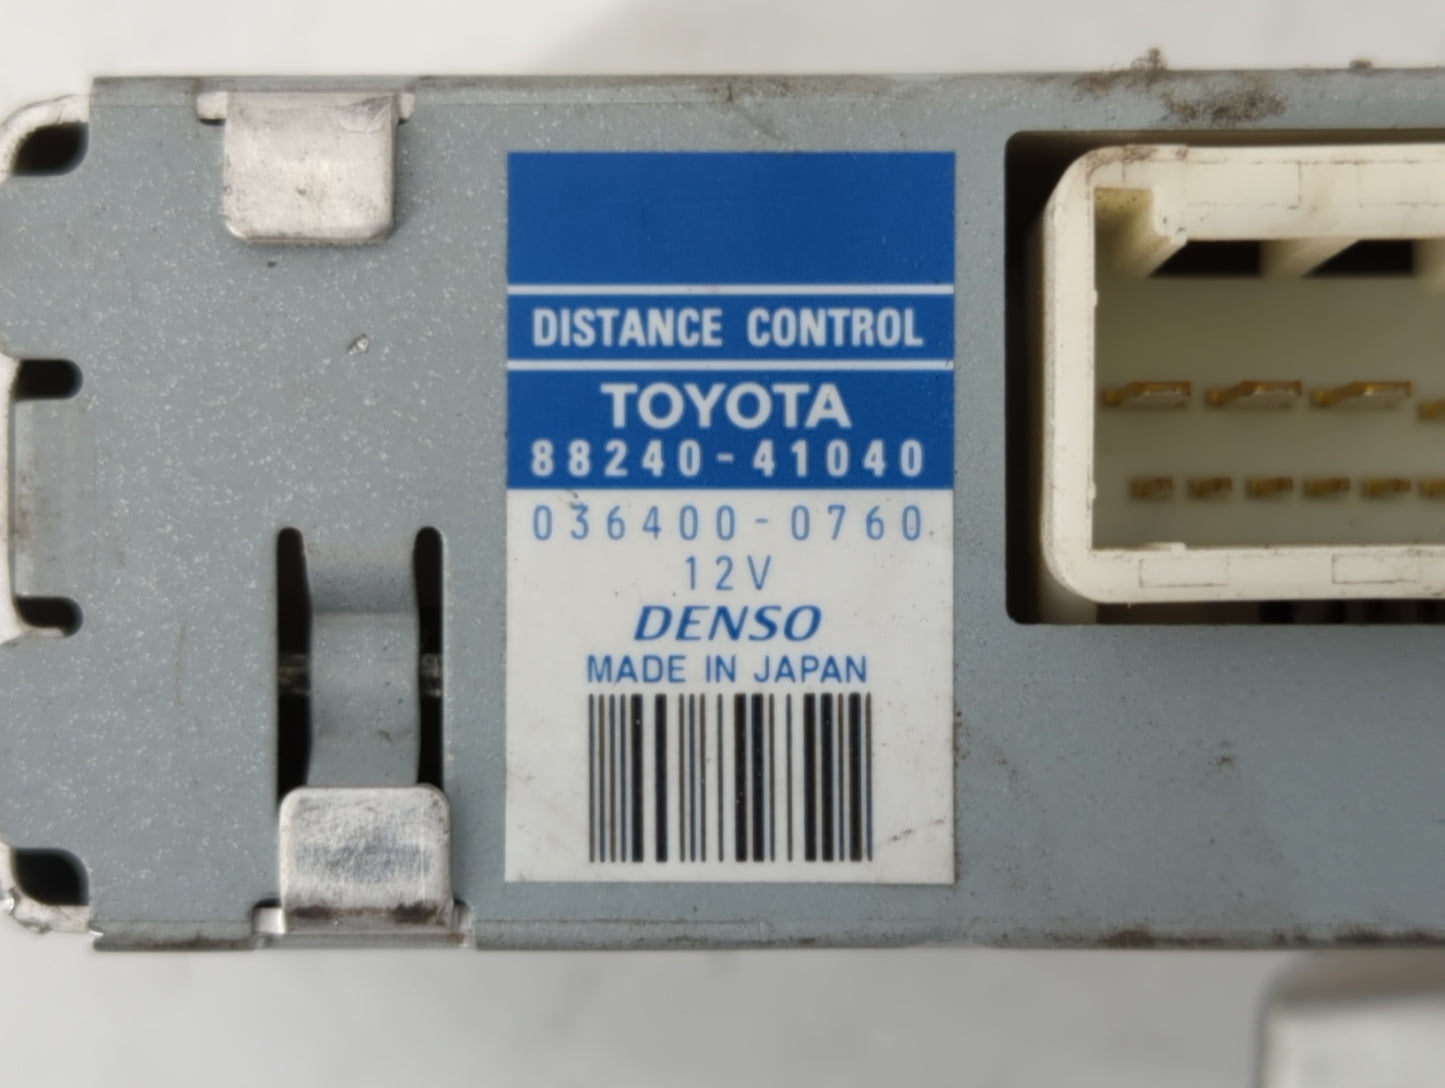 DISTANCE CONTROL
TOYOTA
88240-41040
036400-0760
12V
DENSO
MADE IN JAPAN